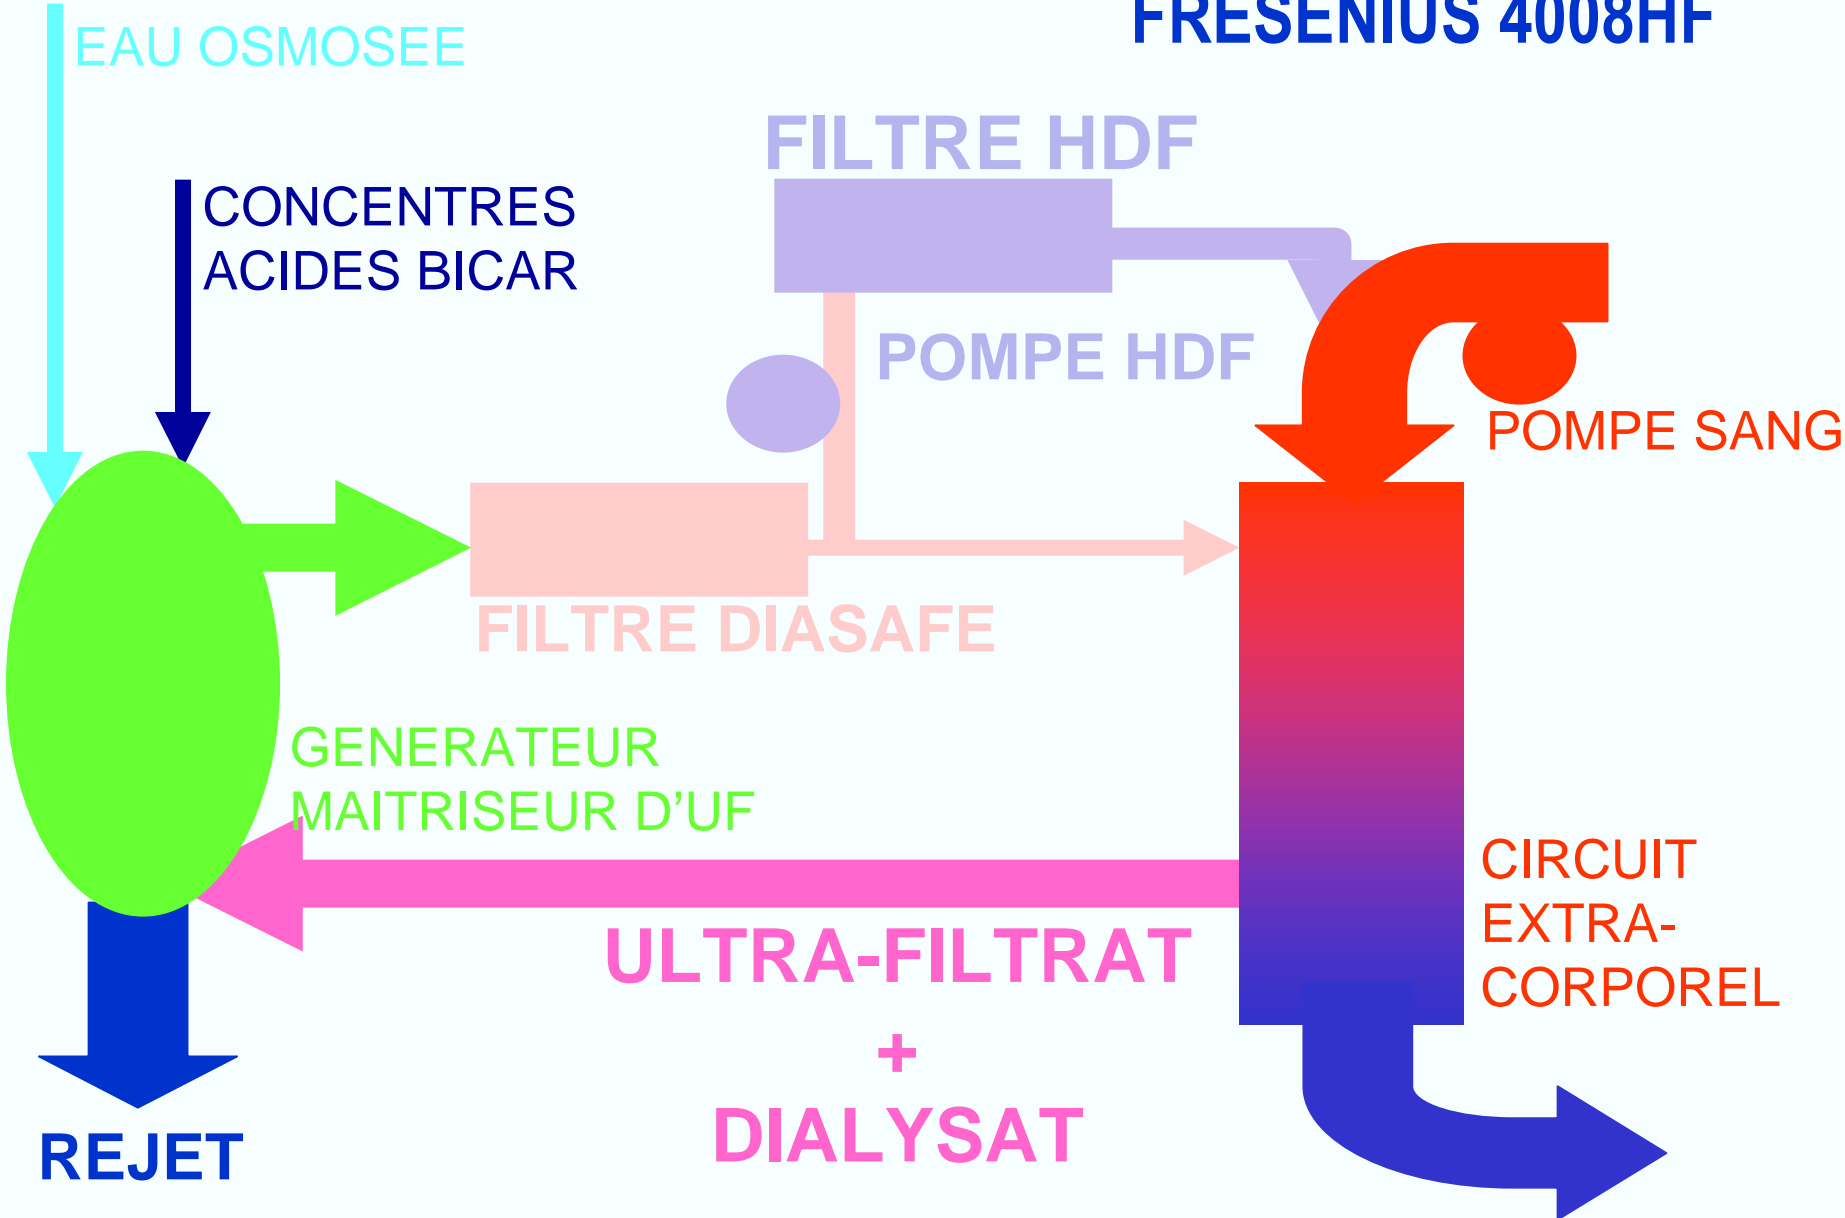 FRESENIUS 4008HF
EAU OSMOSEE
FILTRE HDF
CONCENTRES
ACIDES BICAR
POMPE HDF
POMPE SANG
FILTRE DIASAFE
GENERATEUR
MAITRISEUR D’UF
CIRCUIT
EXTRA-
CORPOREL
ULTRA-FILTRAT
+
DIALYSAT
REJET